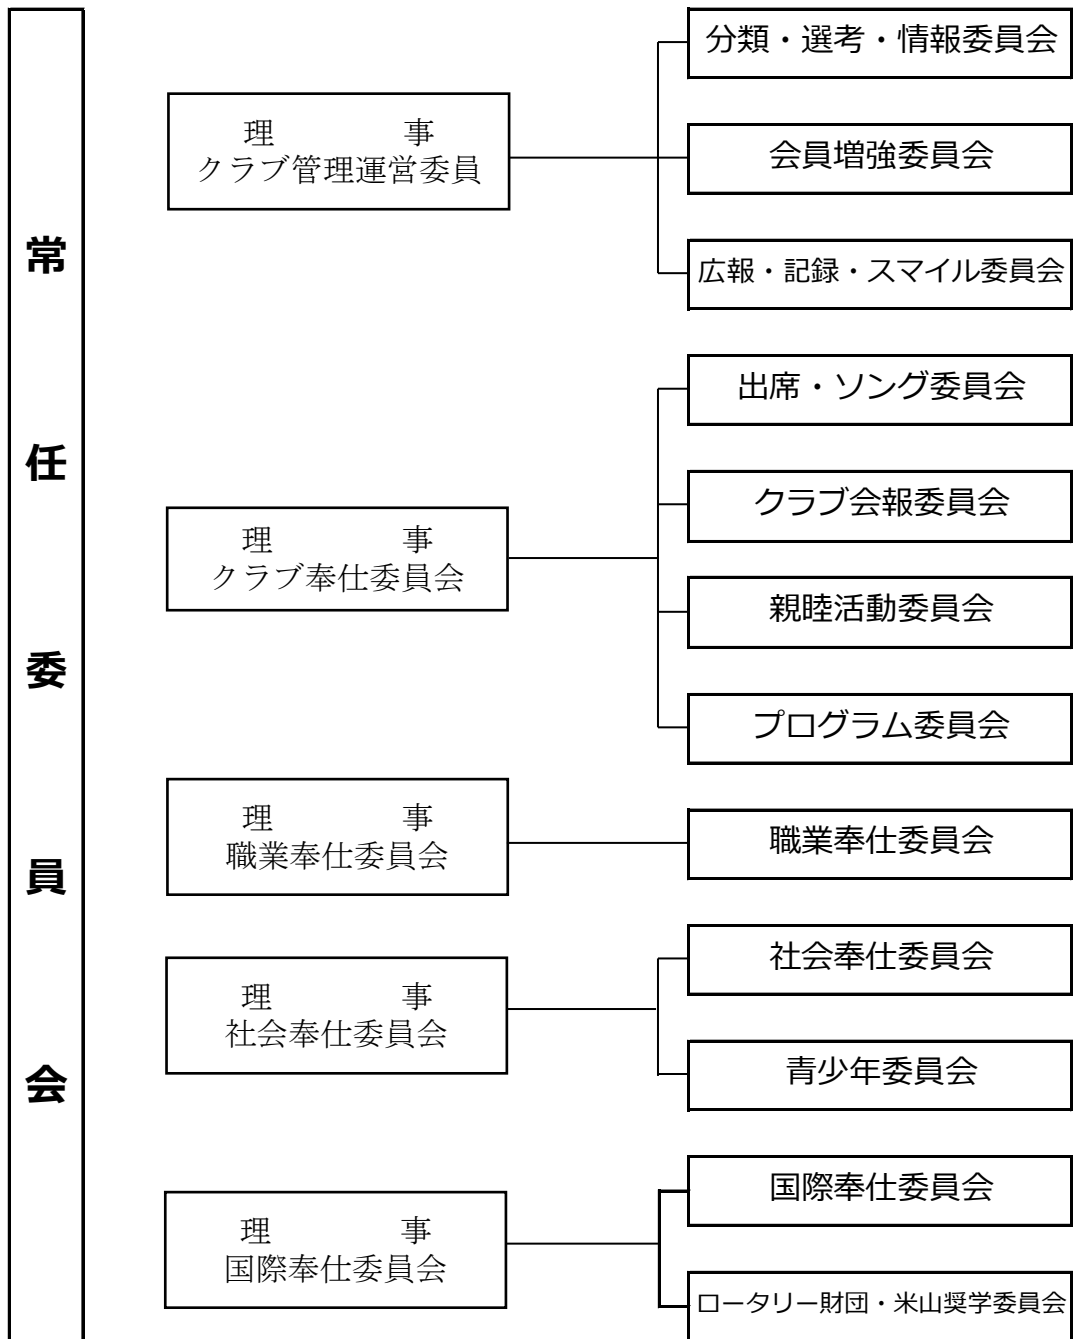 常任委員会
理　　　　事
クラブ管理運営委員
分類・選考・情報委員会
会員増強委員会
広報・記録・スマイル委員会
理　　　　事
クラブ奉仕委員会
出席・ソング委員会
クラブ会報委員会
親睦活動委員会
プログラム委員会
理　　　　事
職業奉仕委員会
職業奉仕委員会
理　　　　事
社会奉仕委員会
社会奉仕委員会
青少年委員会
理　　　　事
国際奉仕委員会
国際奉仕委員会
ロータリー財団・米山奨学委員会